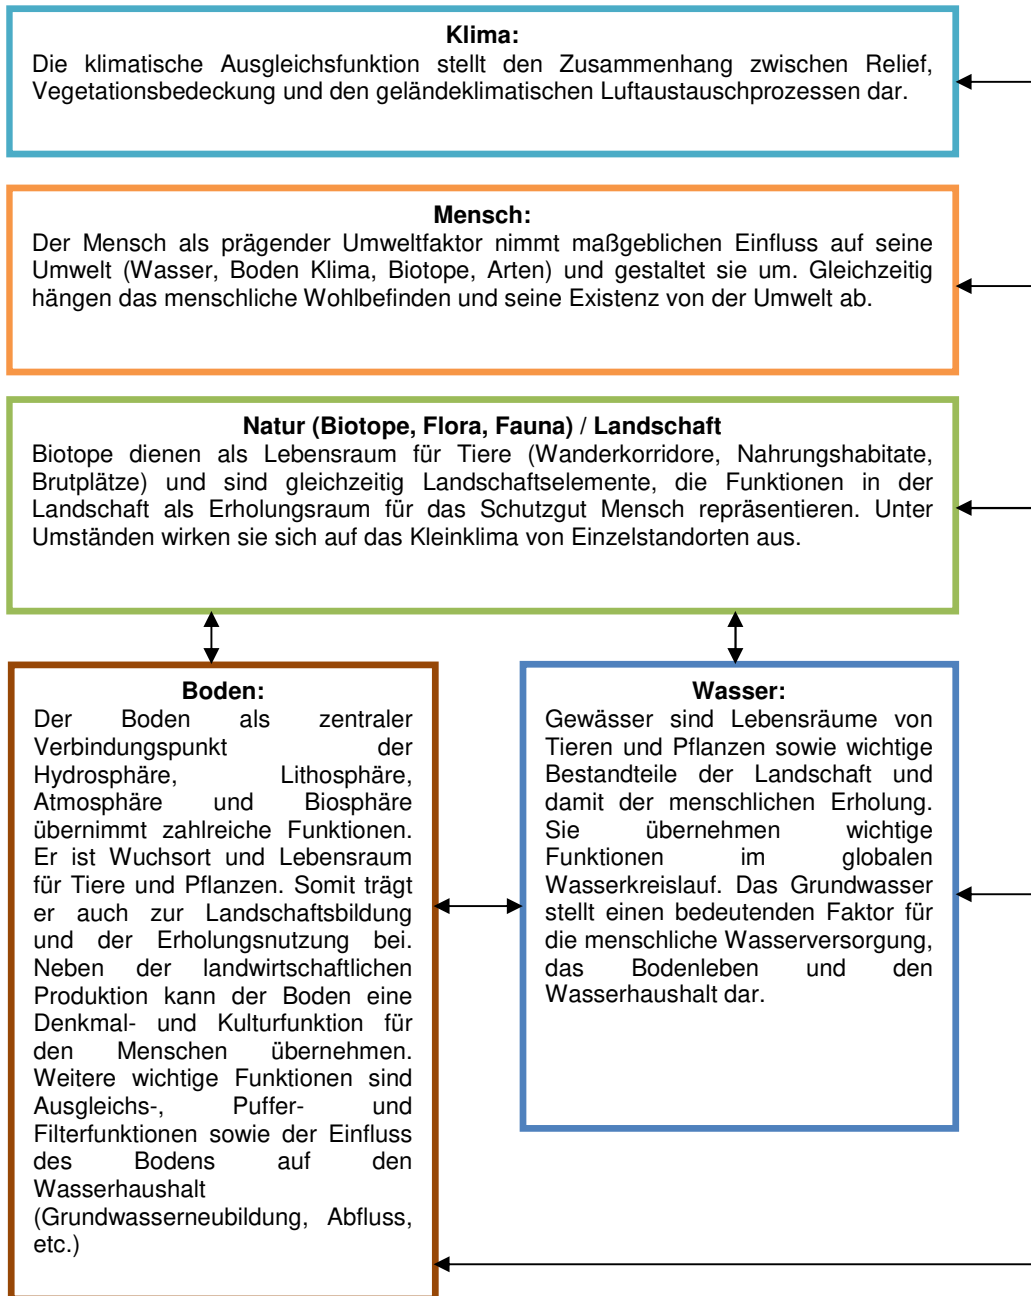 Klima:
Die klimatische Ausgleichsfunktion stellt den Zusammenhang zwischen Relief,
Vegetationsbedeckung und den geländeklimatischen Luftaustauschprozessen dar.
Mensch:
Der Mensch als prägender Umweltfaktor nimmt maßgeblichen Einfluss auf seine
Umwelt (Wasser, Boden Klima, Biotope, Arten) und gestaltet sie um. Gleichzeitig
hängen das menschliche Wohlbefinden und seine Existenz von der Umwelt ab.
Natur (Biotope, Flora, Fauna) / Landschaft
Biotope dienen als Lebensraum für Tiere (Wanderkorridore, Nahrungshabitate,
Brutplätze) und sind gleichzeitig Landschaftselemente, die Funktionen in der
Landschaft als Erholungsraum für das Schutzgut Mensch repräsentieren. Unter
Umständen wirken sie sich auf das Kleinklima von Einzelstandorten aus.
Boden:
Der Boden als zentraler
Verbindungspunkt der
Hydrosphäre, Lithosphäre,
Atmosphäre und Biosphäre
übernimmt zahlreiche Funktionen.
Er ist Wuchsort und Lebensraum
für Tiere und Pflanzen. Somit trägt
er auch zur Landschaftsbildung
und der Erholungsnutzung bei.
Neben der landwirtschaftlichen
Produktion kann der Boden eine
Denkmal- und Kulturfunktion für
den Menschen übernehmen.
Weitere wichtige Funktionen sind
Ausgleichs-, Puffer- und
Filterfunktionen sowie der Einfluss
des Bodens auf den
Wasserhaushalt
(Grundwasserneubildung, Abfluss,
etc.)
Wasser:
Gewässer sind Lebensräume von
Tieren und Pflanzen sowie wichtige
Bestandteile der Landschaft und
damit der menschlichen Erholung.
Sie übernehmen wichtige
Funktionen im globalen
Wasserkreislauf. Das Grundwasser
stellt einen bedeutenden Faktor für
die menschliche Wasserversorgung,
das Bodenleben und den
Wasserhaushalt dar.